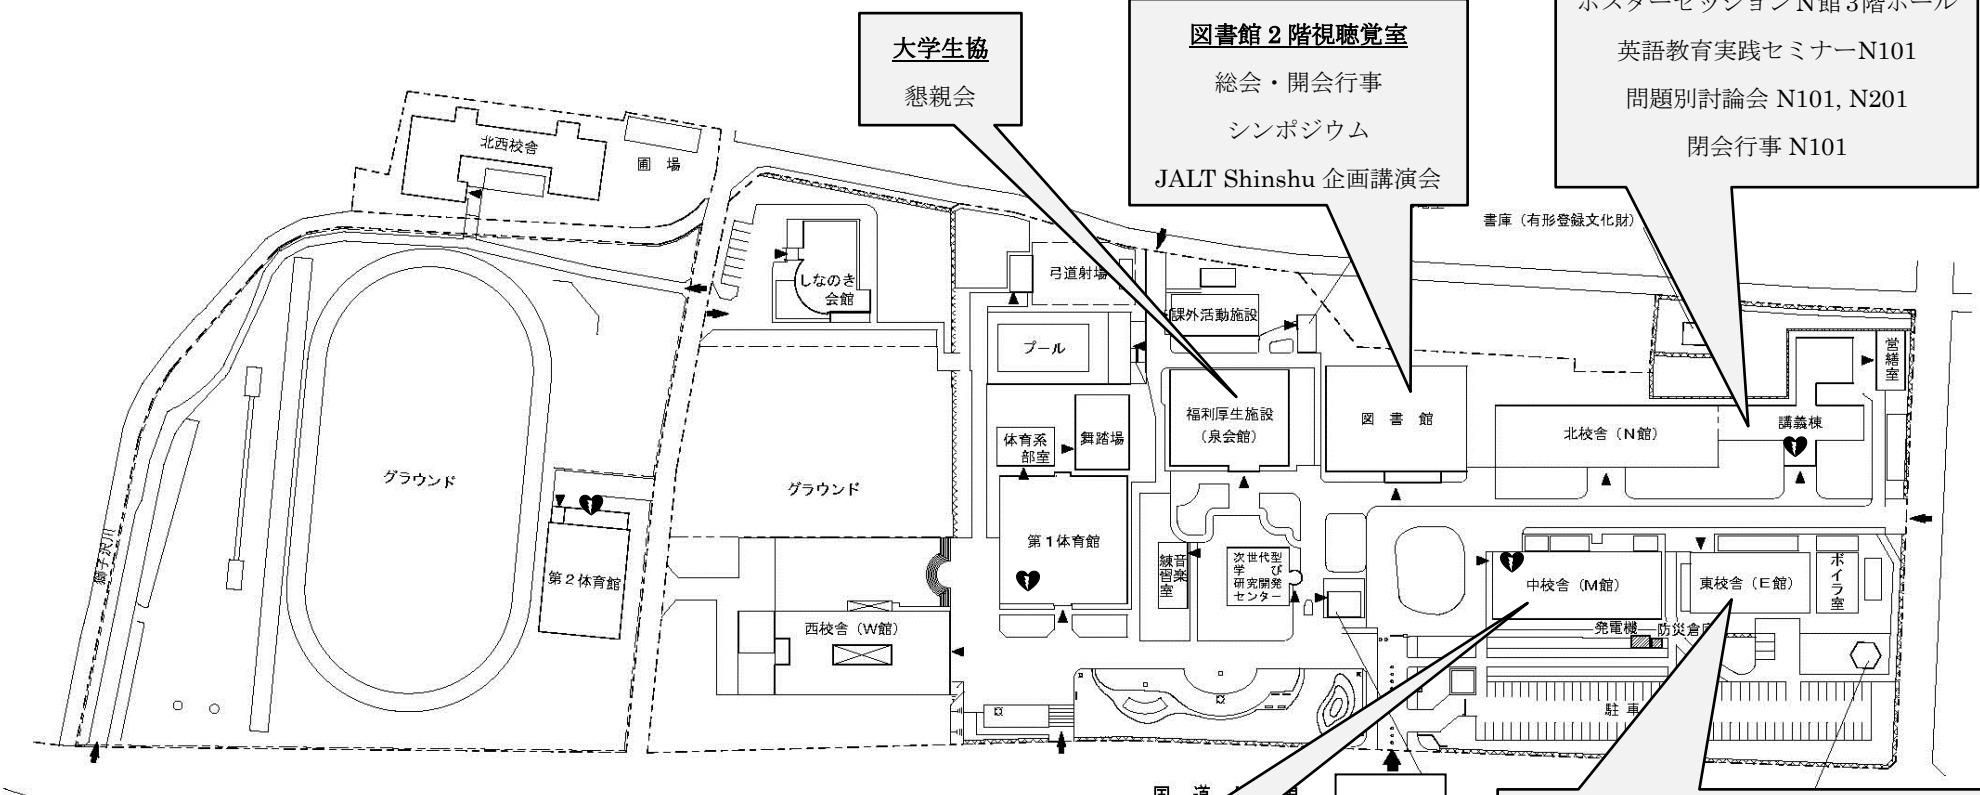 大学生協
懇親会
図書館 2 階視聴覚室
総会・開会行事
シンポジウム
JALT Shinshu 企画講演会
ポスターセッション N館 3階ホール
英語教育実践セミナーN101
問題別討論会 N101, N201
閉会行事 N101
書庫（有形登録文化財）
北西校舎
圃 場
しなのき
会館
弓道射場
課外活動施設
プール
営繕室
福利厚生施設
（泉会館）
図 書 館
北校舎（N館）
講義棟
体育系
部室
舞踏場
グラウンド
グラウンド
第1体育館
第2体育館
音楽
練習室
次世代型
学 び
研究開発
センター
中校舎（M館）
東校舎（E館）
ボイラ室
西校舎（W館）
発電機
防災倉
獅子沢川
駐 車
国 道